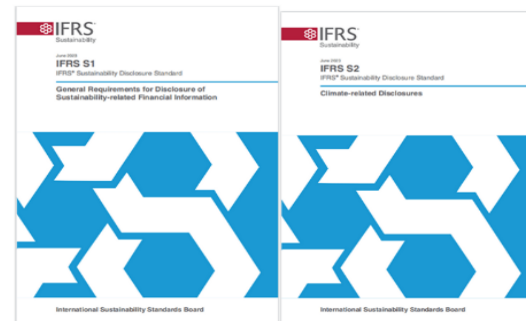 IFRS
Sustainability
June 2023
IFRS S1
IFRS® Sustainability Disclosure Standard
General Requirements for Disclosure of
Sustainability-related Financial Information
International Sustainability Standards Board
IFRS
Sustainability
June 2023
IFRS S2
IFRS® Sustainability Disclosure Standard
Climate-related Disclosures
International Sustainability Standards Board